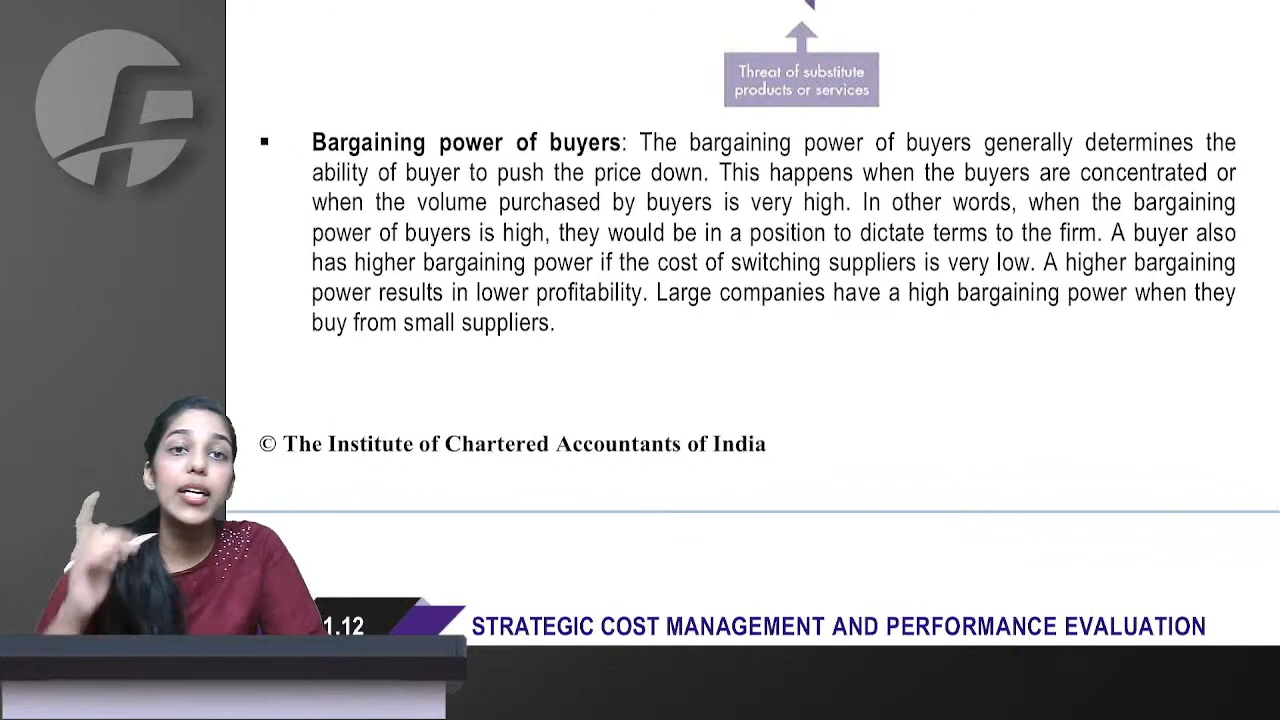 Threat of substitute
products or services
▪ Bargaining power of buyers: The bargaining power of buyers generally determines the
ability of buyer to push the price down. This happens when the buyers are concentrated or
when the volume purchased by buyers is very high. In other words, when the bargaining
power of buyers is high, they would be in a position to dictate terms to the firm. A buyer also
has higher bargaining power if the cost of switching suppliers is very low. A higher bargaining
power results in lower profitability. Large companies have a high bargaining power when they
buy from small suppliers.
© The Institute of Chartered Accountants of India
1.12 STRATEGIC COST MANAGEMENT AND PERFORMANCE EVALUATION